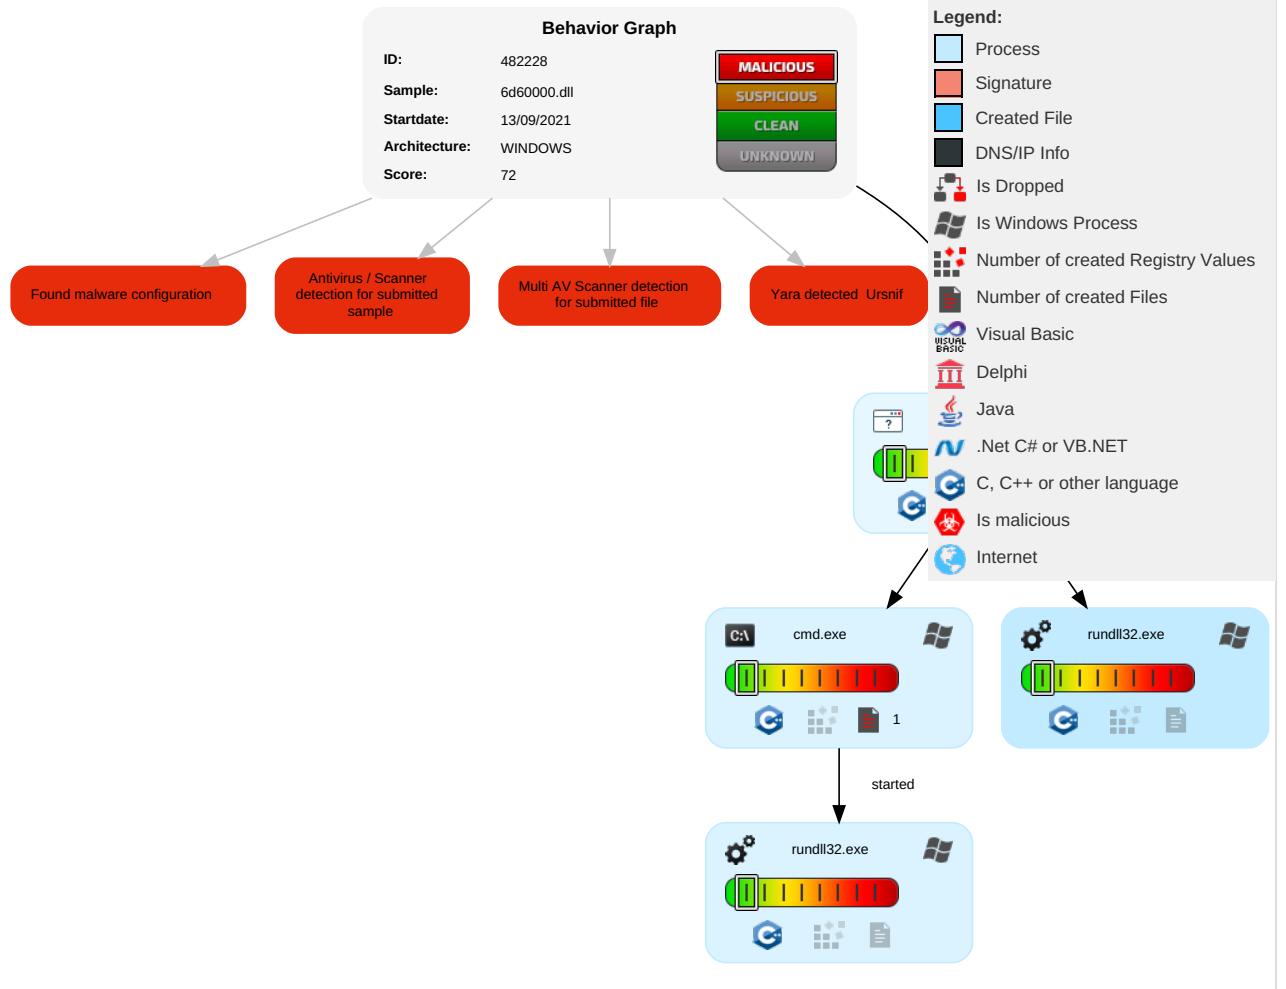 Behavior Graph
ID: 482228
Sample: 6d60000.dll
Startdate: 13/09/2021
Architecture: WINDOWS
Score: 72
MALICIOUS
SUSPICIOUS
CLEAN
UNKNOWN
Legend:
Process
Signature
Created File
DNS/IP Info
Is Dropped
Is Windows Process
Number of created Registry Values
Number of created Files
VISUAL
BASIC
Visual Basic
Delphi
Java
.Net C# or VB.NET
C, C++ or other language
Is malicious
Internet
Found malware configuration
Antivirus / Scanner
detection for submitted
sample
Multi AV Scanner detection
for submitted file
Yara detected Ursnif
?
C:\
cmd.exe
1
rundll32.exe
started
rundll32.exe